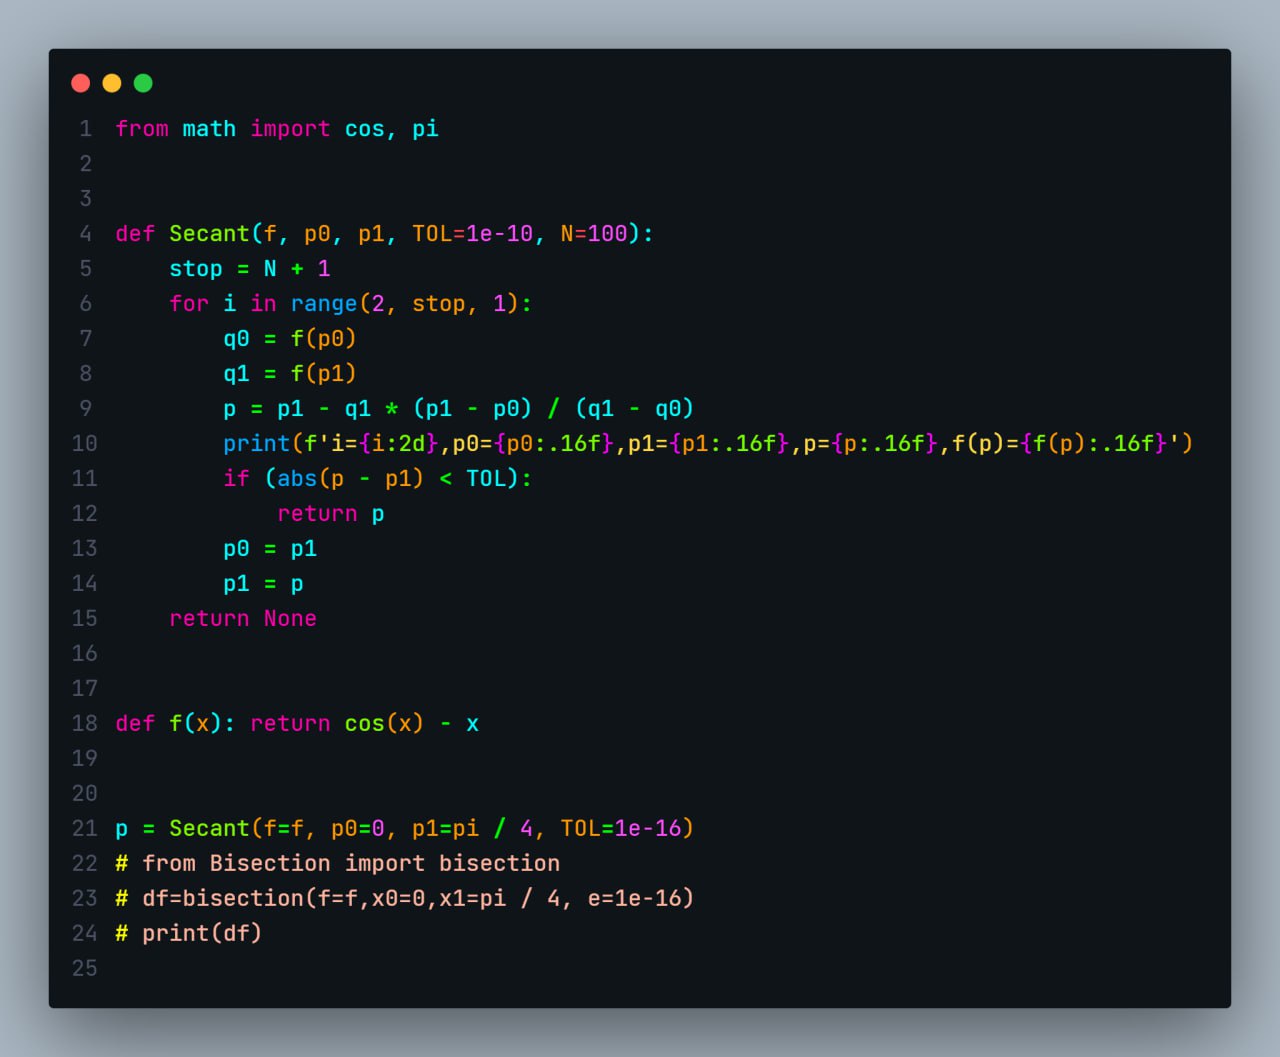 1 from math import cos, pi
2
3
4 def Secant(f, p0, p1, TOL=1e-10, N=100):
5     stop = N + 1
6     for i in range(2, stop, 1):
7         q0 = f(p0)
8         q1 = f(p1)
9         p = p1 - q1 * (p1 - p0) / (q1 - q0)
10         print(f'i={i:2d},p0={p0:.16f},p1={p1:.16f},p={p:.16f},f(p)={f(p):.16f}')
11         if (abs(p - p1) < TOL):
12             return p
13         p0 = p1
14         p1 = p
15     return None
16
17
18 def f(x): return cos(x) - x
19
20
21 p = Secant(f=f, p0=0, p1=pi / 4, TOL=1e-16)
22 # from Bisection import bisection
23 # df=bisection(f=f,x0=0,x1=pi / 4, e=1e-16)
24 # print(df)
25